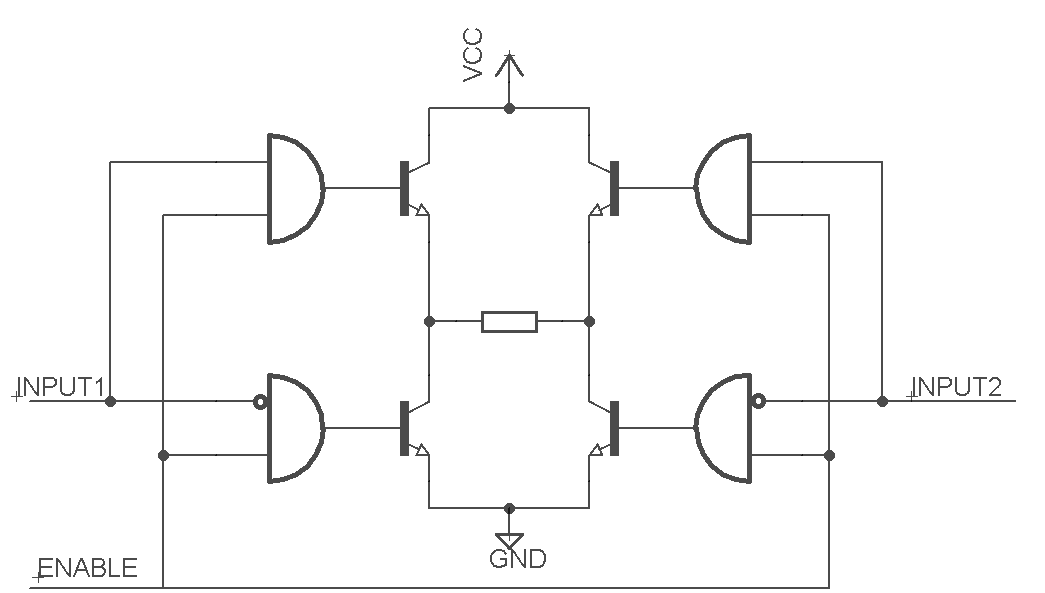 VCC
INPUT1
INPUT2
GND
ENABLE